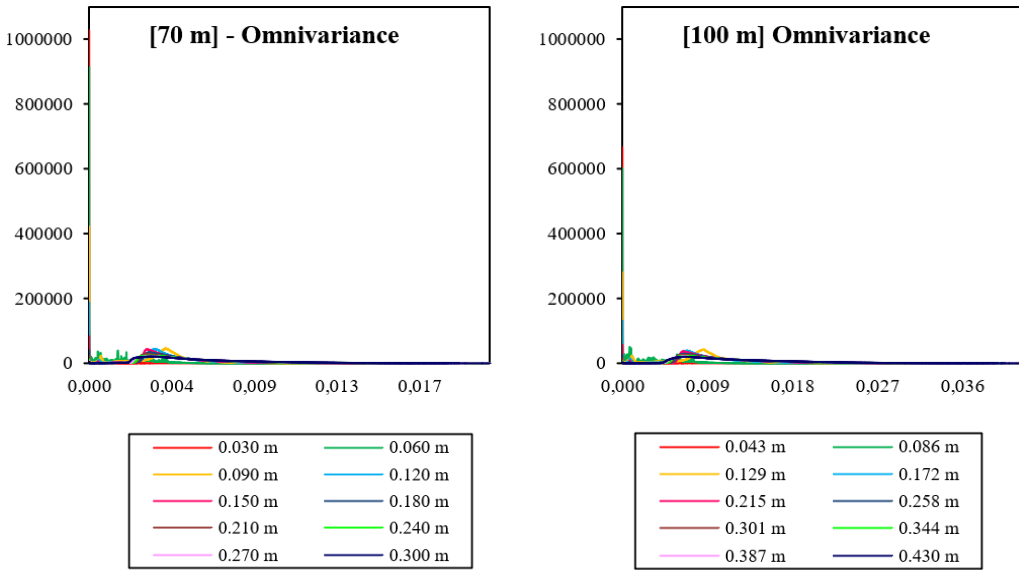 [70 m] - Omnivariance
1000000
800000
600000
400000
200000
0
0,000 0,004 0,009 0,013 0,017
0.030 m 0.060 m
0.090 m 0.120 m
0.150 m 0.180 m
0.210 m 0.240 m
0.270 m 0.300 m
[100 m] Omnivariance
1000000
800000
600000
400000
200000
0
0,000 0,009 0,018 0,027 0,036
0.043 m 0.086 m
0.129 m 0.172 m
0.215 m 0.258 m
0.301 m 0.344 m
0.387 m 0.430 m